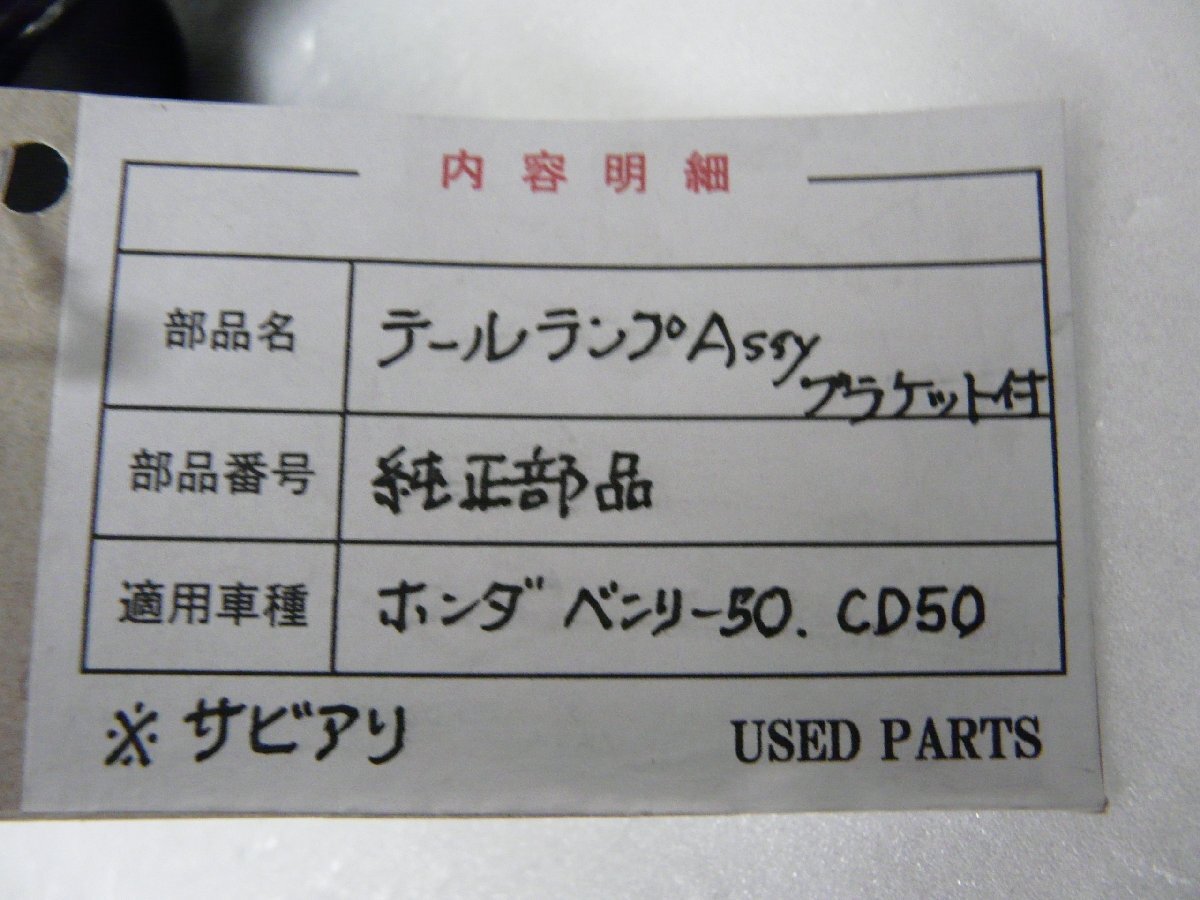 内容明細
部品名 テールランプAssy
ブラケット付
部品番号 純正部品
適用車種 ホンダ ベンリー50. CD50
※ サビアリ USED PARTS